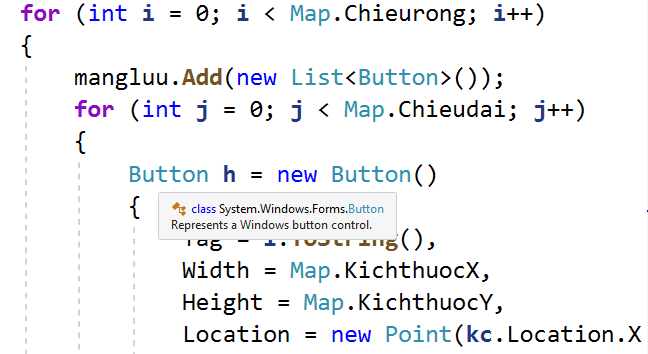 for (int i = 0; i < Map.Chieurong; i++)
{
mangluu.Add(new List<Button>());
for (int j = 0; j < Map.Chieudai; j++)
{
Button h = new Button()
{
class System.Windows.Forms.Button
Represents a Windows button control.
Tag = i.ToString(),
Width = Map.KichthuocX,
Height = Map.KichthuocY,
Location = new Point(kc.Location.X